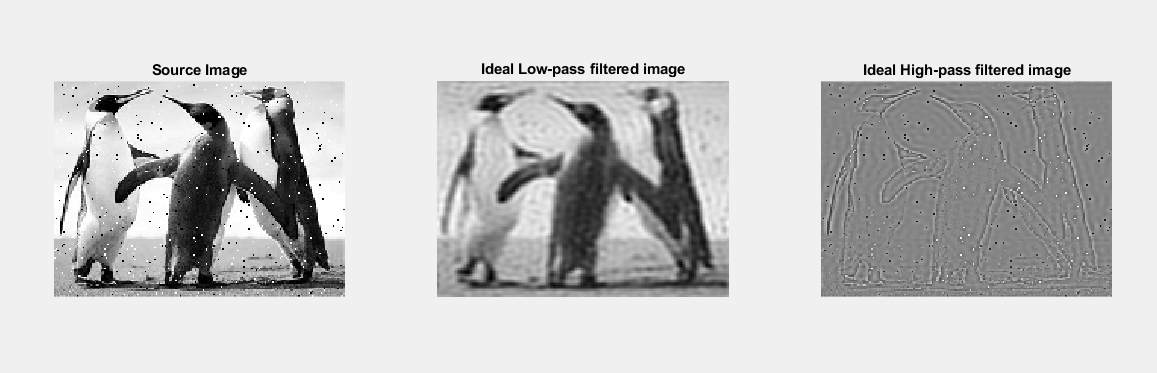 Source Image
Ideal Low-pass filtered image
Ideal High-pass filtered image